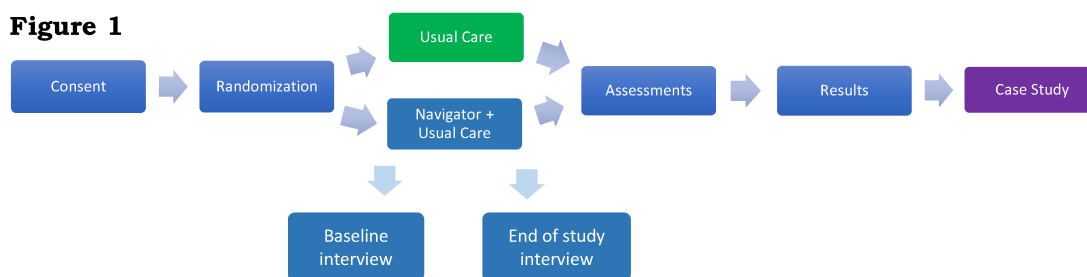 Figure 1
Usual Care
Consent
Randomization
Navigator +
Usual Care
Assessments
Results
Case Study
Baseline
interview
End of study
interview